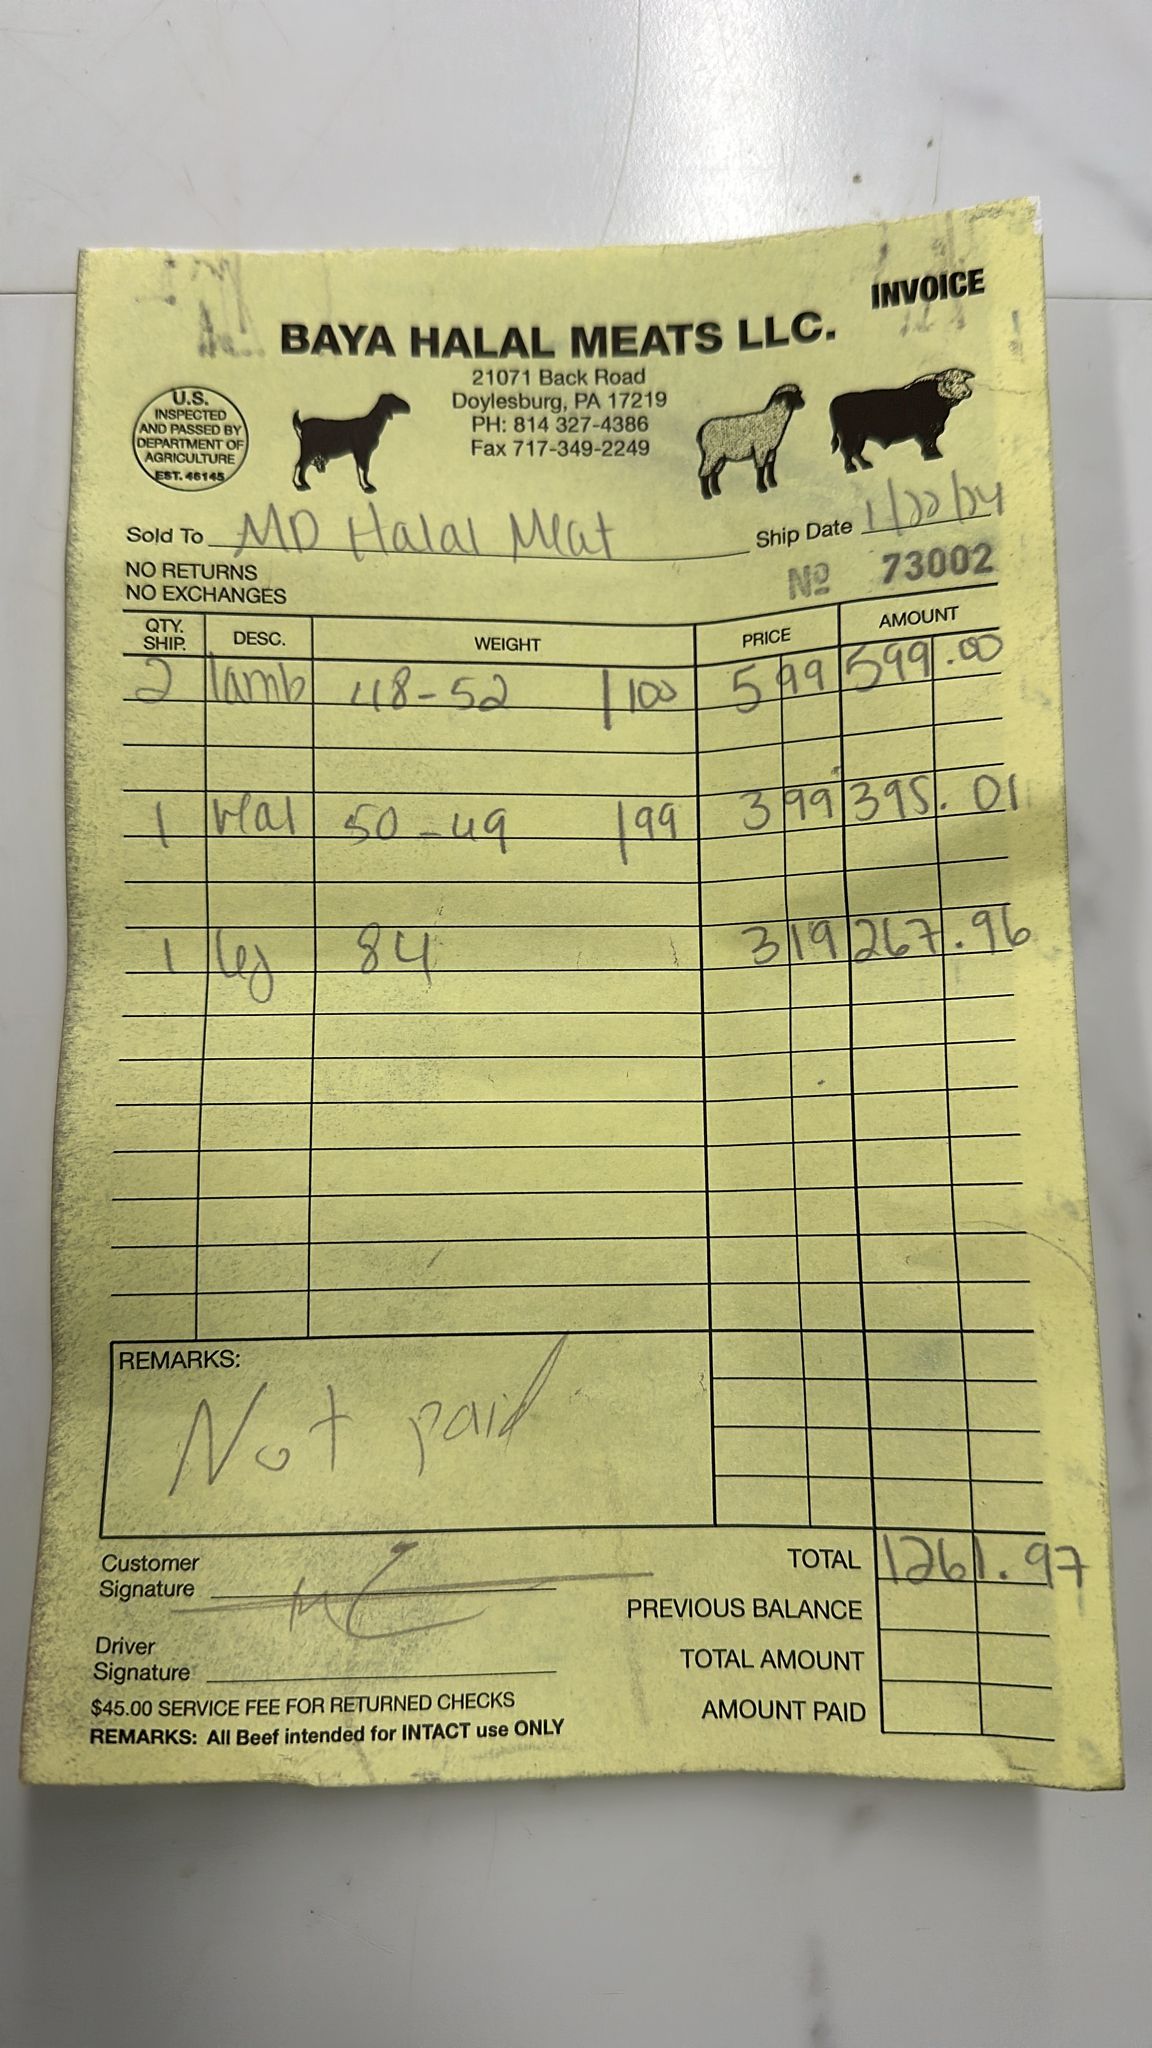 INVOICE
BAYA HALAL MEATS LLC.
21071 Back Road
Doylesburg, PA 17219
PH: 814 327-4386
Fax 717-349-2249
U.S.
INSPECTED
AND PASSED BY
DEPARTMENT OF
AGRICULTURE
EST. 46145
Sold To MD Halal Meat Ship Date 1/22/24
NO RETURNS
NO EXCHANGES
No 73002
QTY. SHIP. DESC. WEIGHT PRICE AMOUNT
2 lamb 48-52 /100 5 99 599.00
1 veal 50-49 /99 3 99 395.01
1 leg 84 3 19 267.96
REMARKS:
Not paid
Customer
Signature
TOTAL 1261.97
PREVIOUS BALANCE
Driver
Signature
TOTAL AMOUNT
AMOUNT PAID
$45.00 SERVICE FEE FOR RETURNED CHECKS
REMARKS: All Beef intended for INTACT use ONLY